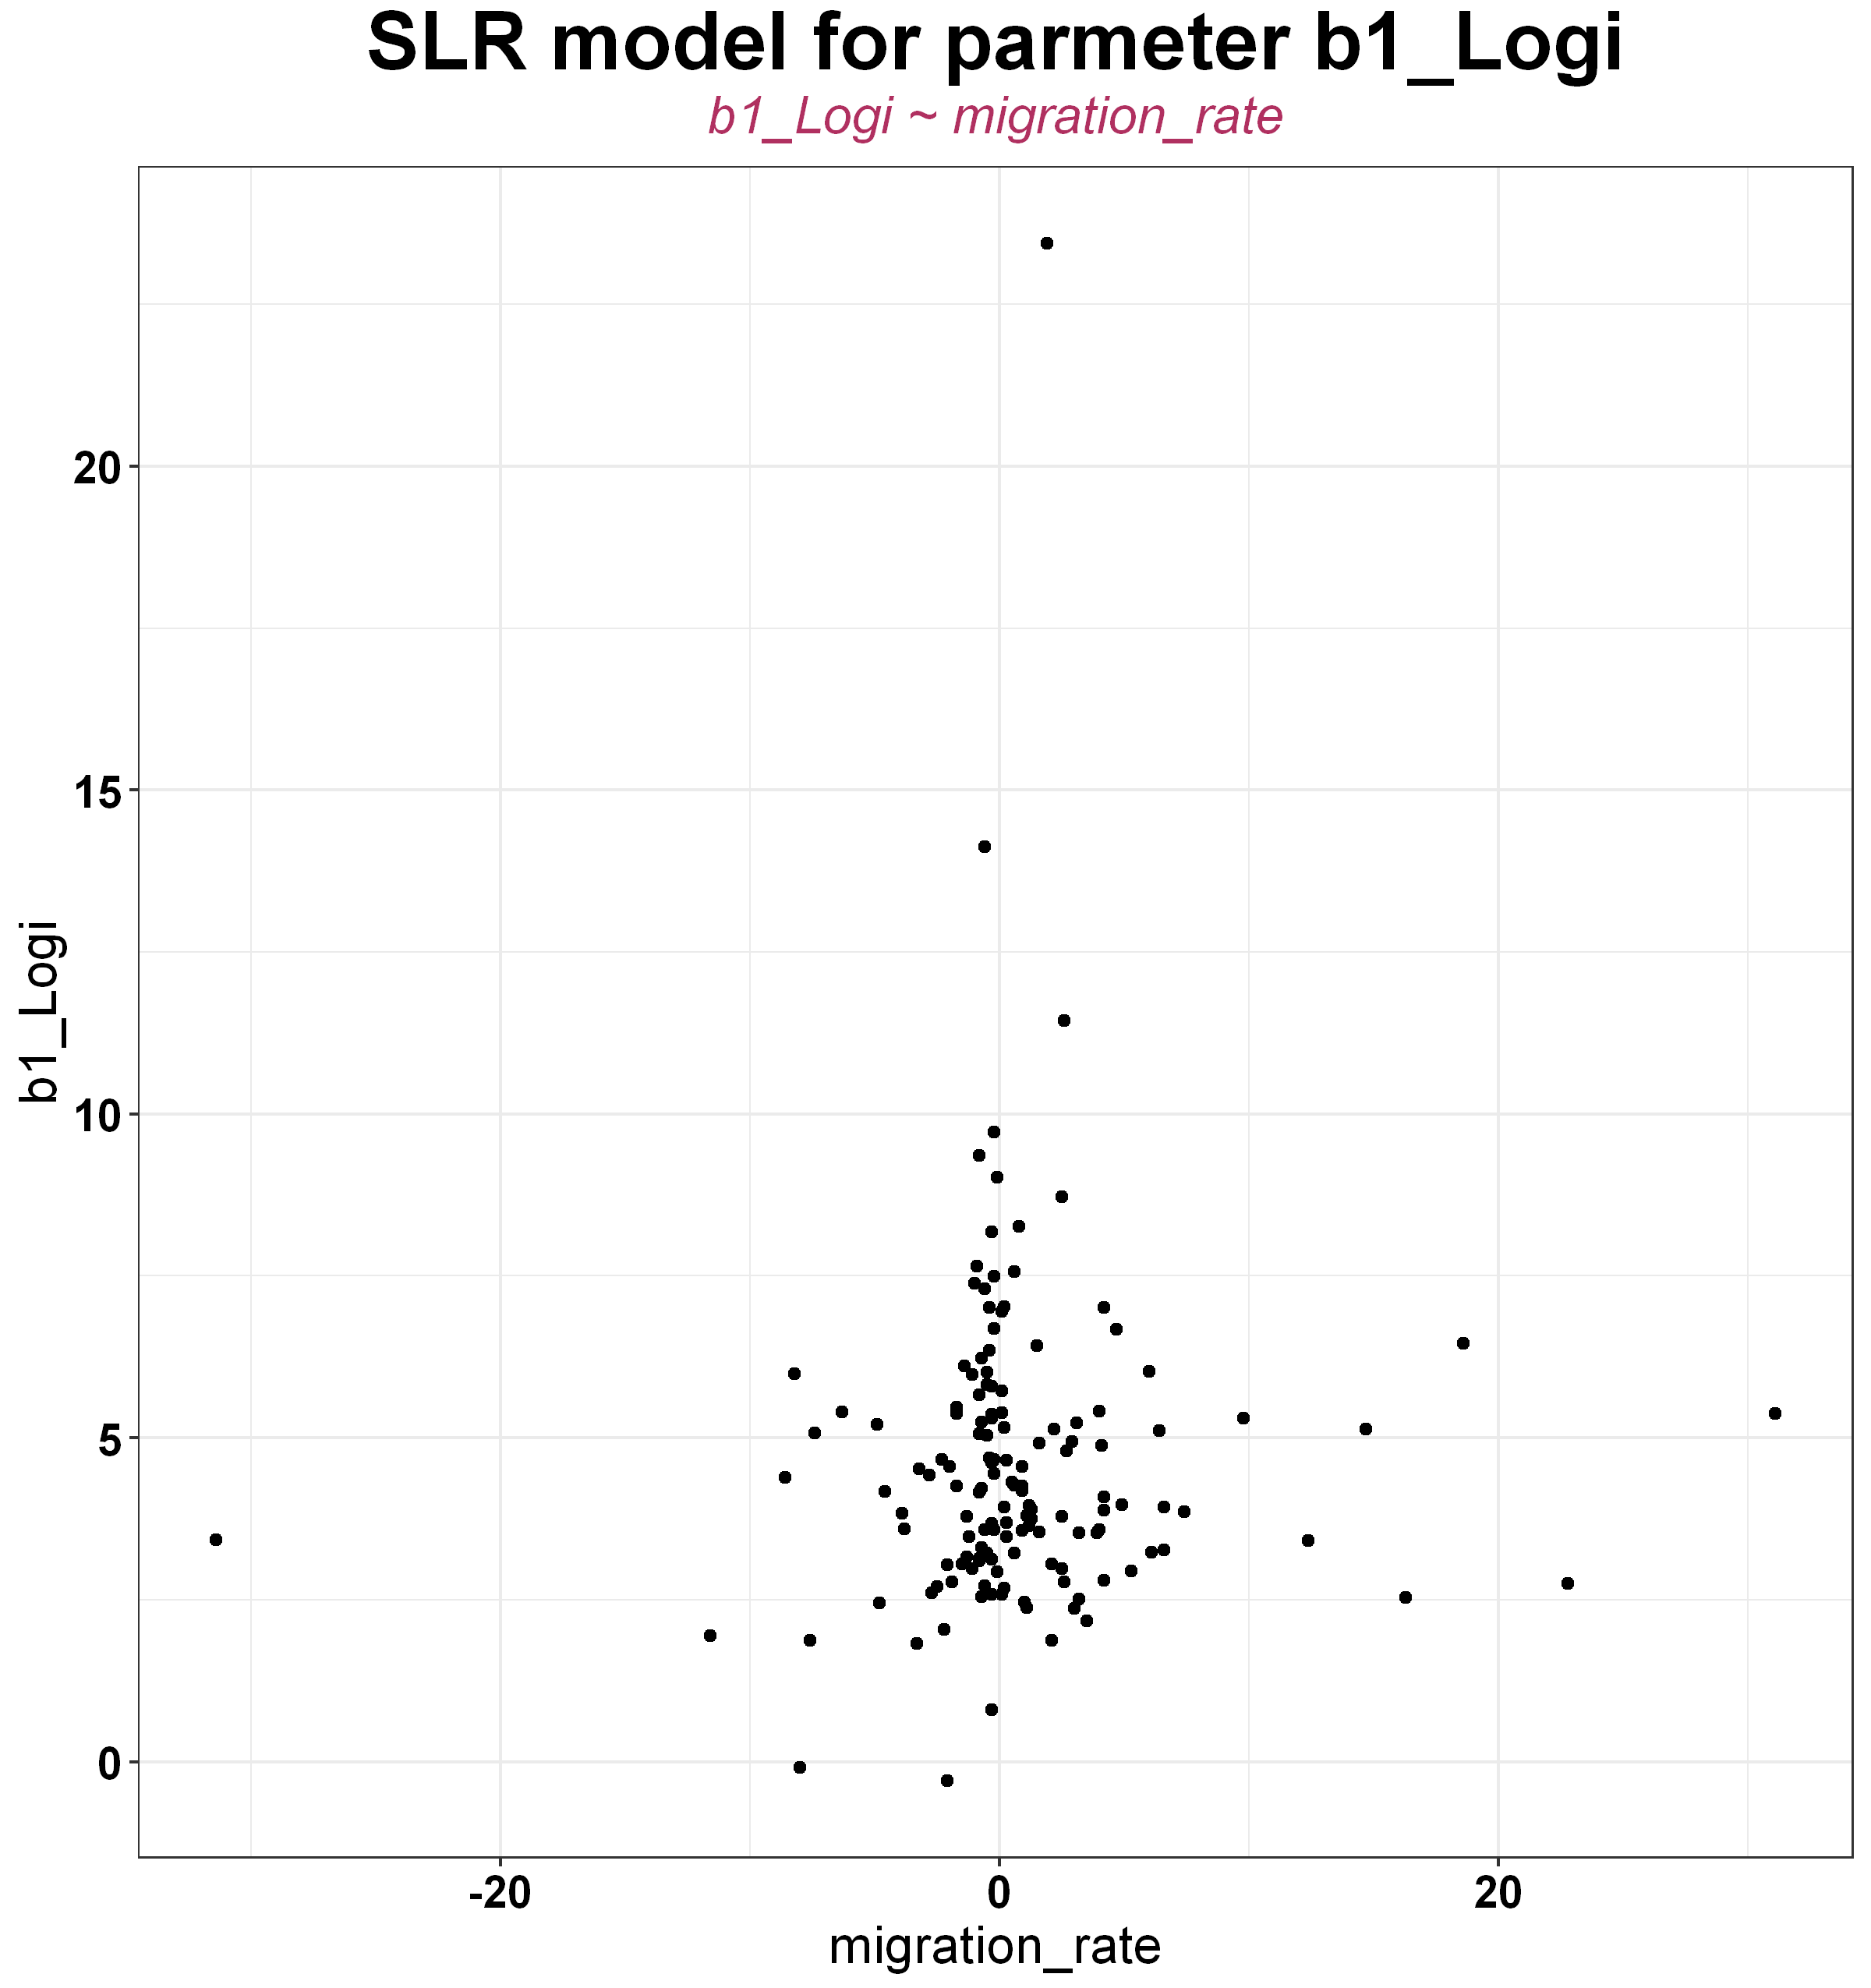 SLR model for parmeter b1_Logi
b1_Logi ~ migration_rate
20
15
10
5
0
b1_Logi
-20 0 20
migration_rate